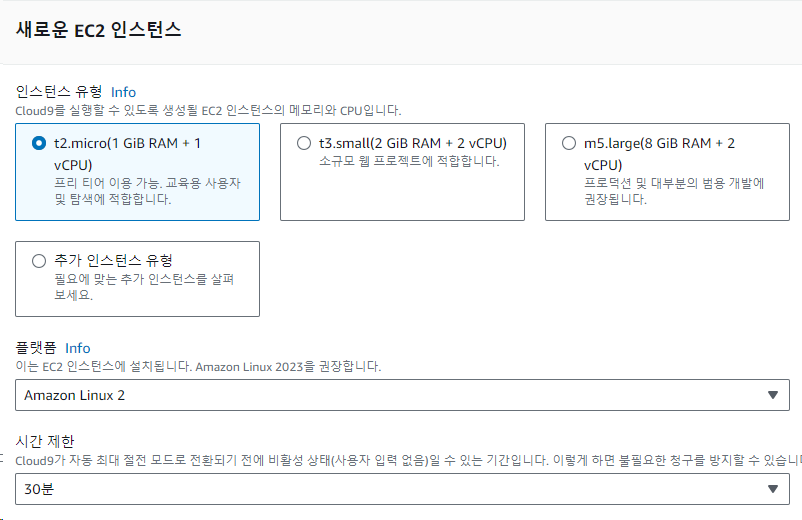 새로운 EC2 인스턴스
인스턴스 유형 Info
Cloud9를 실행할 수 있도록 생성될 EC2 인스턴스의 메모리와 CPU입니다.
t2.micro(1 GiB RAM + 1
vCPU)
프리 티어 이용 가능. 교육용 사용자
및 탐색에 적합합니다.
t3.small(2 GiB RAM + 2 vCPU)
소규모 웹 프로젝트에 적합합니다.
m5.large(8 GiB RAM + 2
vCPU)
프로덕션 및 대부분의 범용 개발에
권장됩니다.
추가 인스턴스 유형
필요에 맞는 추가 인스턴스를 살펴
보세요.
플랫폼 Info
이는 EC2 인스턴스에 설치됩니다. Amazon Linux 2023을 권장합니다.
Amazon Linux 2
시간 제한
Cloud9가 자동 최대 절전 모드로 전환되기 전에 비활성 상태(사용자 입력 없음)일 수 있는 기간입니다. 이렇게 하면 불필요한 청구를 방지할 수 있습니
30분